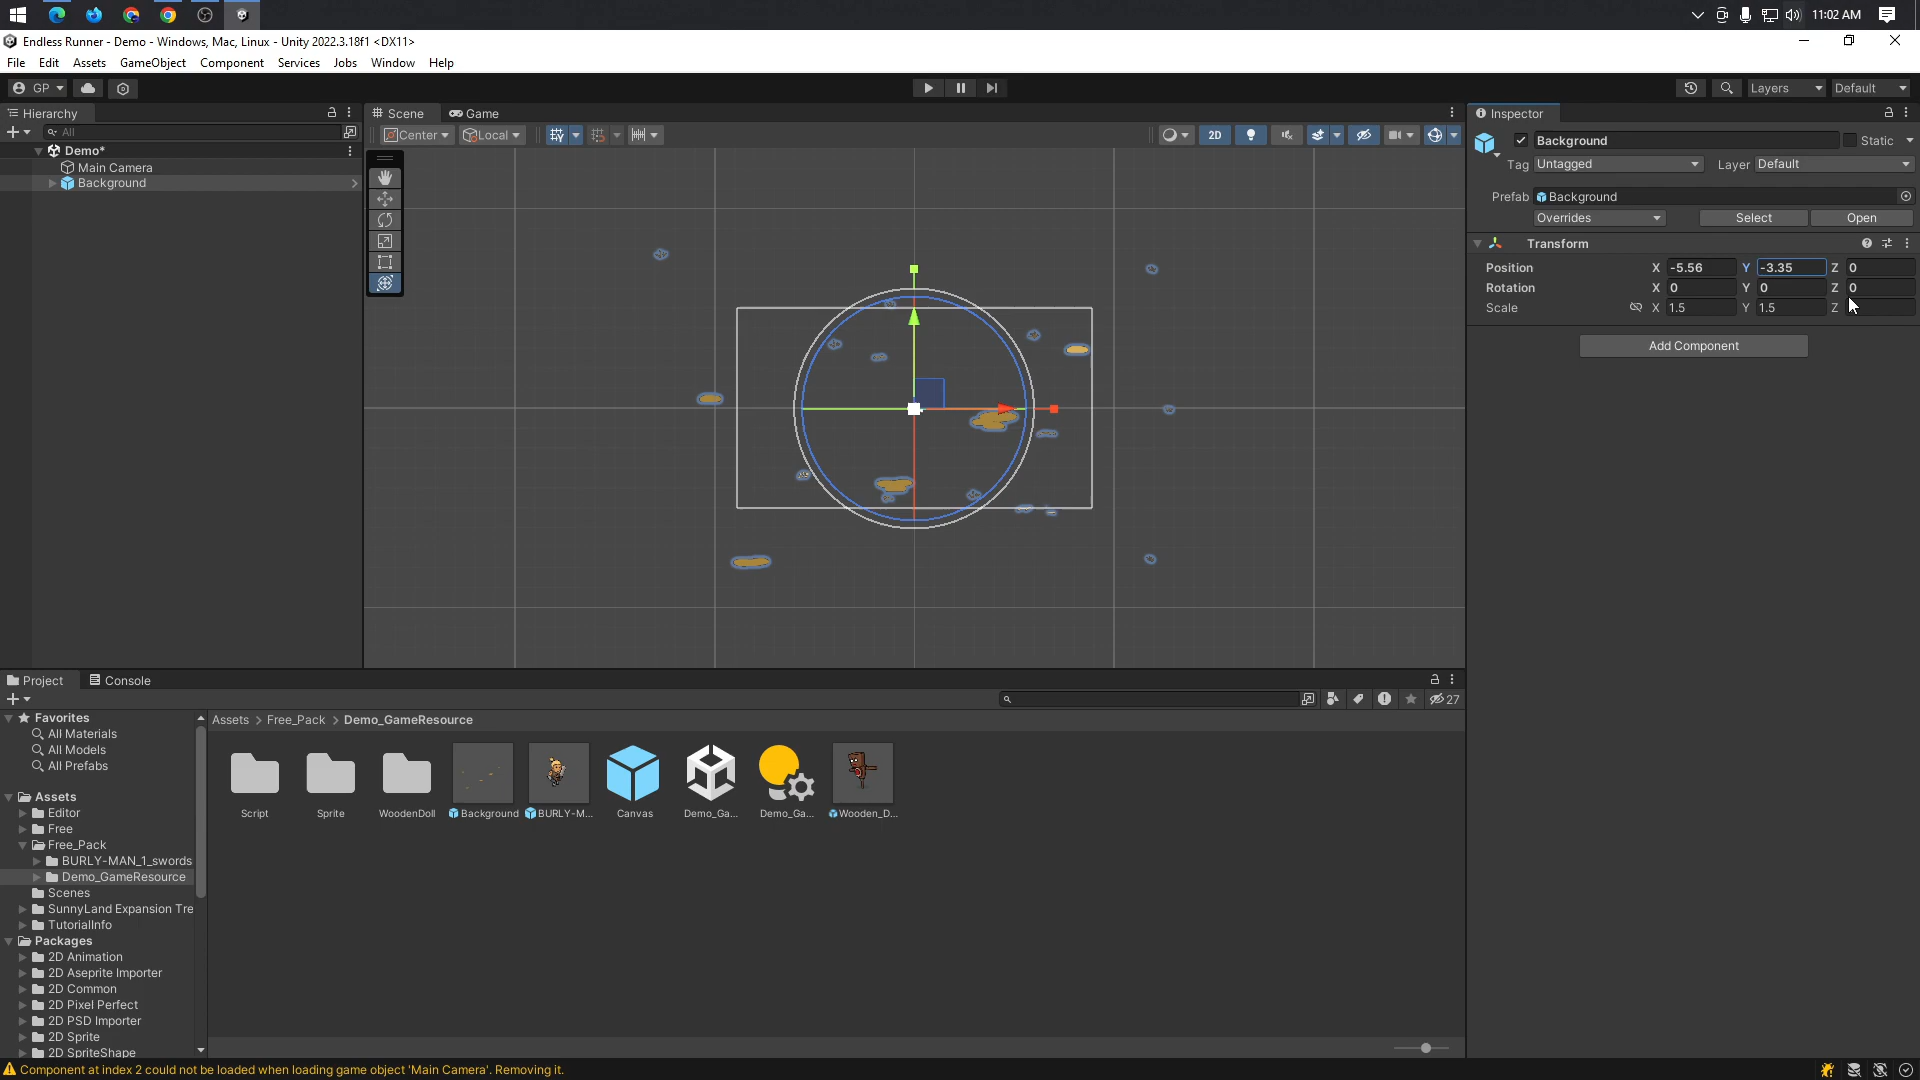 11:02 AM
Endless Runner - Demo - Windows, Mac, Linux - Unity 2022.3.18f1 <DX11>
File Edit Assets GameObject Component Services Jobs Window Help
GP Layers Default
Hierarchy Scene Game Inspector
All Center Local 2D
Demo*
Main Camera
Background
Background Static
Tag Untagged Layer Default
Prefab Background
Overrides Select Open
Transform
Position X -5.56 Y -3.35 Z 0
Rotation X 0 Y 0 Z 0
Scale X 1.5 Y 1.5 Z
Add Component
Project Console
27
Favorites
All Materials
All Models
All Prefabs
Assets
Editor
Free
Free_Pack
BURLY-MAN_1_swords
Demo_GameResource
Scenes
SunnyLand Expansion Tre
TutorialInfo
Packages
2D Animation
2D Aseprite Importer
2D Common
2D Pixel Perfect
2D PSD Importer
2D Sprite
2D SpriteShape
Assets > Free_Pack > Demo_GameResource
Script Sprite WoodenDoll Background BURLY-M... Canvas Demo_Ga... Demo_Ga... Wooden_D...
Component at index 2 could not be loaded when loading game object 'Main Camera'. Removing it.